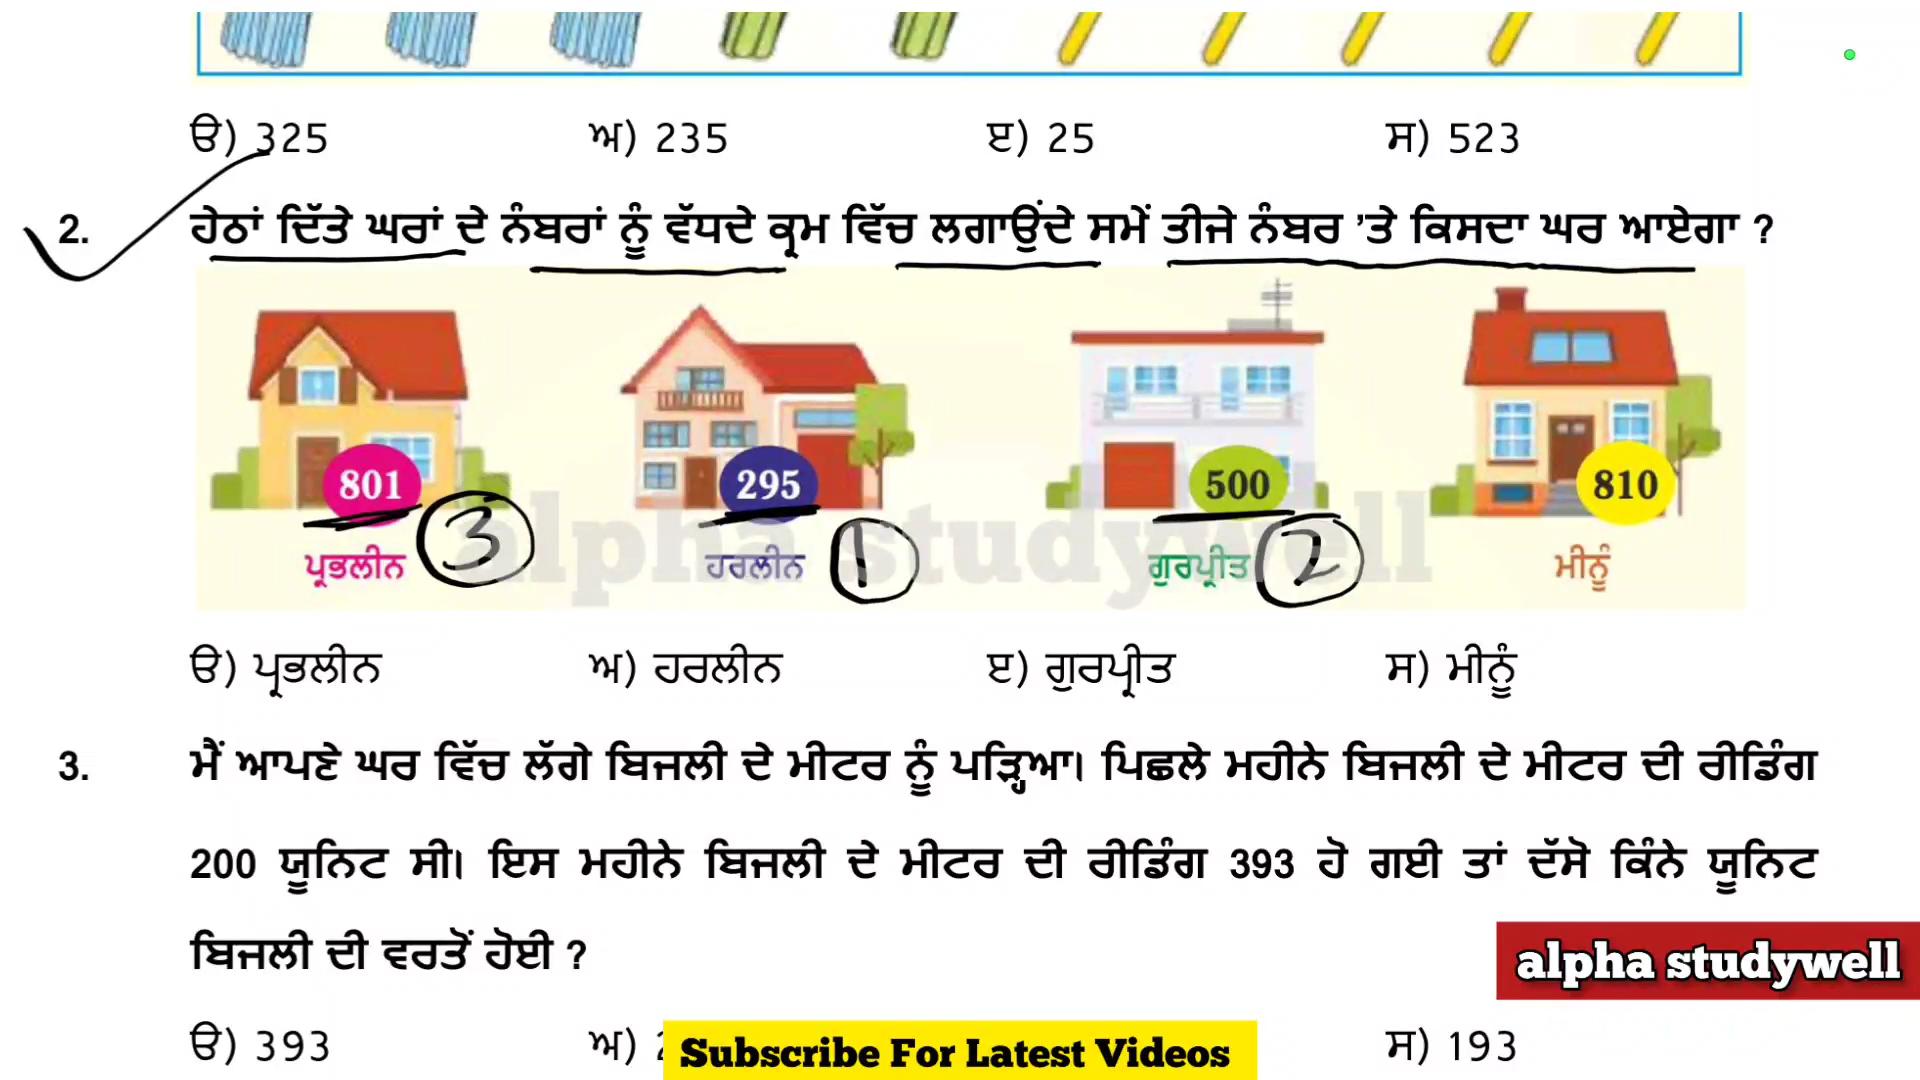 ੳ) 325 ਅ) 235 ੲ) 25 ਸ) 523
2. ਹੇਠਾਂ ਦਿੱਤੇ ਘਰਾਂ ਦੇ ਨੰਬਰਾਂ ਨੂੰ ਵੱਧਦੇ ਕ੍ਰਮ ਵਿੱਚ ਲਗਾਉਂਦੇ ਸਮੇਂ ਤੀਜੇ ਨੰਬਰ ’ਤੇ ਕਿਸਦਾ ਘਰ ਆਏਗਾ ?
801 295 500 810
ਪ੍ਰਭਲੀਨ 3 ਹਰਲੀਨ 1 ਗੁਰਪ੍ਰੀਤ 2 ਮੀਨੂੰ
alpha studywell
ੳ) ਪ੍ਰਭਲੀਨ ਅ) ਹਰਲੀਨ ੲ) ਗੁਰਪ੍ਰੀਤ ਸ) ਮੀਨੂੰ
3. ਮੈਂ ਆਪਣੇ ਘਰ ਵਿੱਚ ਲੱਗੇ ਬਿਜਲੀ ਦੇ ਮੀਟਰ ਨੂੰ ਪੜ੍ਹਿਆ। ਪਿਛਲੇ ਮਹੀਨੇ ਬਿਜਲੀ ਦੇ ਮੀਟਰ ਦੀ ਰੀਡਿੰਗ
200 ਯੂਨਿਟ ਸੀ। ਇਸ ਮਹੀਨੇ ਬਿਜਲੀ ਦੇ ਮੀਟਰ ਦੀ ਰੀਡਿੰਗ 393 ਹੋ ਗਈ ਤਾਂ ਦੱਸੋ ਕਿੰਨੇ ਯੂਨਿਟ
ਬਿਜਲੀ ਦੀ ਵਰਤੋਂ ਹੋਈ ?
alpha studywell
ੳ) 393 ਅ) ਸ) 193
Subscribe For Latest Videos